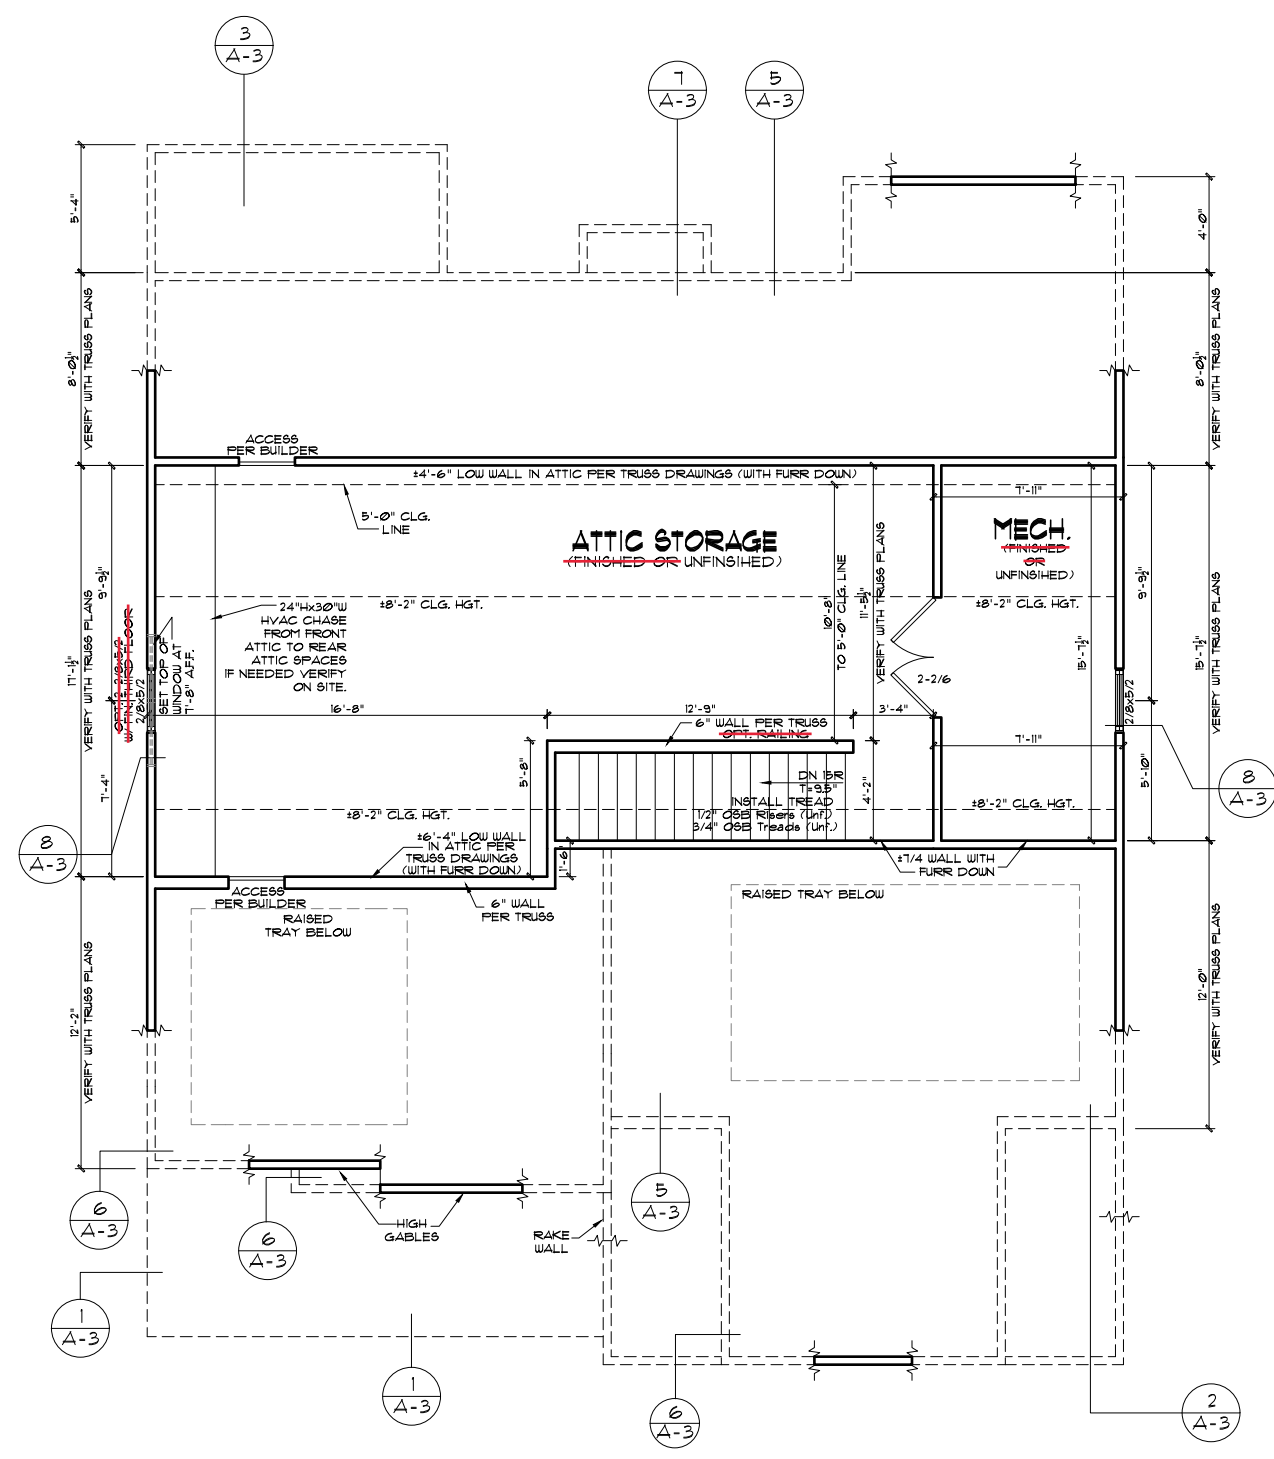 3
A-3
7
A-3
5
A-3
5'-4"
4'-0"
8'-0½"
VERIFY WITH TRUSS PLANS
8'-0½"
VERIFY WITH TRUSS PLANS
ACCESS
PER BUILDER
±4'-6" LOW WALL IN ATTIC PER TRUSS DRAWINGS (WITH FURR DOWN)
7'-11"
5'-0" CLG.
LINE
ATTIC STORAGE
(FINISHED OR UNFINSIHED)
MECH.
(FINISHED
OR
UNFINSIHED)
±8'-2" CLG. HGT.
±8'-2" CLG. HGT.
24"Hx30"W
HVAC CHASE
FROM FRONT
ATTIC TO REAR
ATTIC SPACES
IF NEEDED VERIFY
ON SITE.
17'-1½"
VERIFY WITH TRUSS PLANS
9'-9½"
7'-4"
OPT. 2-2/8x5/2
W/FIN. THIRD FLOOR
2/8x5/2
SET TOP OF
WINDOW AT
7'-8" A.F.F.
10'-8"
TO 5'-0" CLG. LINE
11'-5½"
VERIFY WITH TRUSS PLANS
15'-7½"
9'-9½"
15'-7½"
VERIFY WITH TRUSS PLANS
2-2/6
2/8x5/2
16'-8"
12'-9"
3'-4"
6" WALL PER TRUSS
OPT. RAILING
7'-11"
5'-8"
DN 15R
T=9.5"
INSTALL TREAD
1/2" OSB Risers (Unf.)
3/4" OSB Treads (Unf.)
4'-2"
5'-10"
8
A-3
±8'-2" CLG. HGT.
±8'-2" CLG. HGT.
±6'-4" LOW WALL
IN ATTIC PER
TRUSS DRAWINGS
(WITH FURR DOWN)
1'-6"
8
A-3
±7/4 WALL WITH
FURR DOWN
ACCESS
PER BUILDER
6" WALL
PER TRUSS
RAISED
TRAY BELOW
RAISED TRAY BELOW
12'-2"
VERIFY WITH TRUSS PLANS
12'-0"
VERIFY WITH TRUSS PLANS
6
A-3
6
A-3
HIGH
GABLES
5
A-3
RAKE
WALL
1
A-3
1
A-3
6
A-3
2
A-3